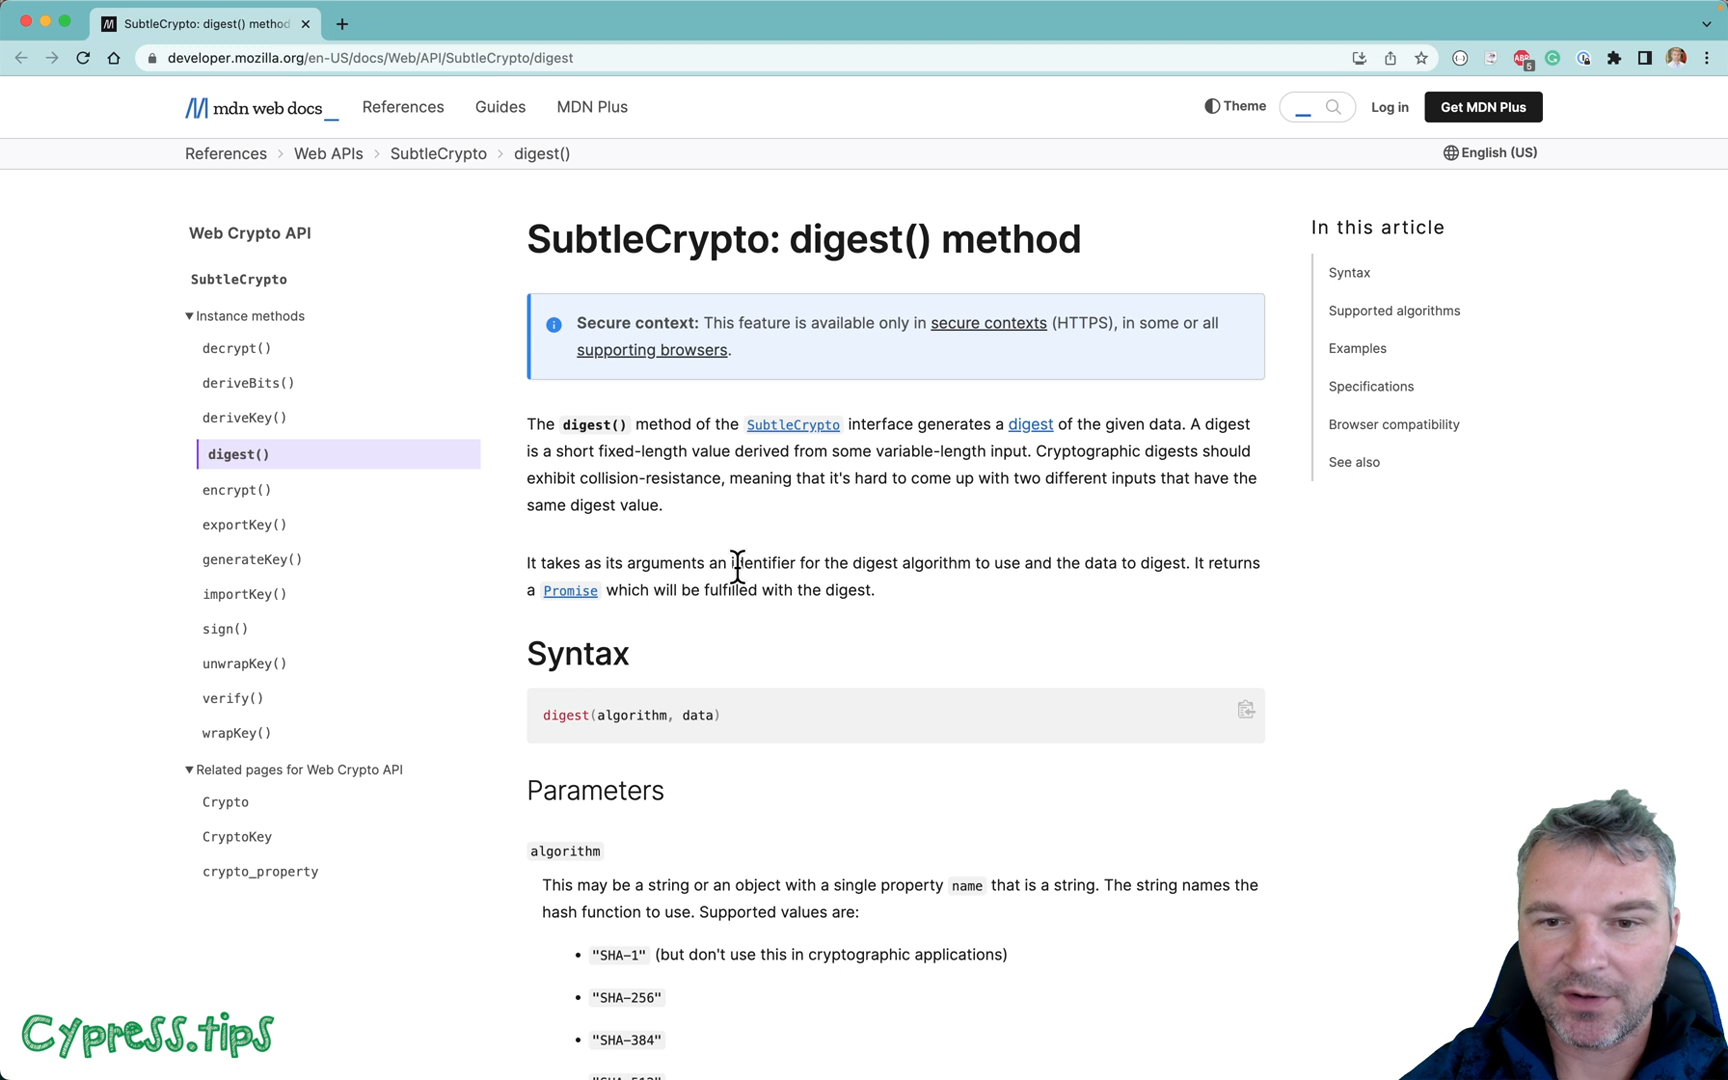 SubtleCrypto: digest() method
developer.mozilla.org/en-US/docs/Web/API/SubtleCrypto/digest
ABP
5
mdn web docs
References
Guides
MDN Plus
Theme
Log in
Get MDN Plus
References > Web APIs > SubtleCrypto > digest()
English (US)
Web Crypto API
SubtleCrypto
Instance methods
decrypt()
deriveBits()
deriveKey()
digest()
encrypt()
exportKey()
generateKey()
importKey()
sign()
unwrapKey()
verify()
wrapKey()
Related pages for Web Crypto API
Crypto
CryptoKey
crypto_property
SubtleCrypto: digest() method
Secure context: This feature is available only in secure contexts (HTTPS), in some or all
supporting browsers.
The digest() method of the SubtleCrypto interface generates a digest of the given data. A digest
is a short fixed-length value derived from some variable-length input. Cryptographic digests should
exhibit collision-resistance, meaning that it's hard to come up with two different inputs that have the
same digest value.
It takes as its arguments an identifier for the digest algorithm to use and the data to digest. It returns
a Promise which will be fulfilled with the digest.
Syntax
digest(algorithm, data)
Parameters
algorithm
This may be a string or an object with a single property name that is a string. The string names the
hash function to use. Supported values are:
• "SHA-1" (but don't use this in cryptographic applications)
• "SHA-256"
• "SHA-384"
In this article
Syntax
Supported algorithms
Examples
Specifications
Browser compatibility
See also
Cypress.tips